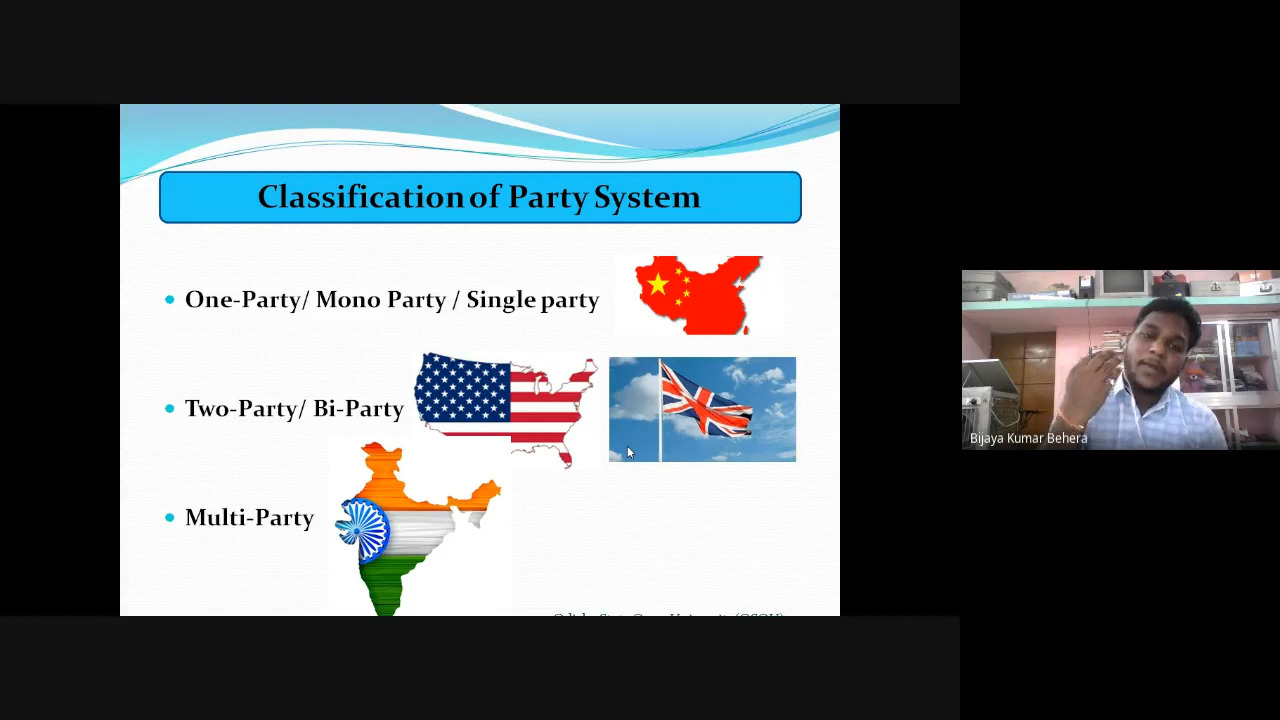 Classification of Party System
One-Party/ Mono Party / Single party
Two-Party/ Bi-Party
Multi-Party
Bijaya Kumar Behera